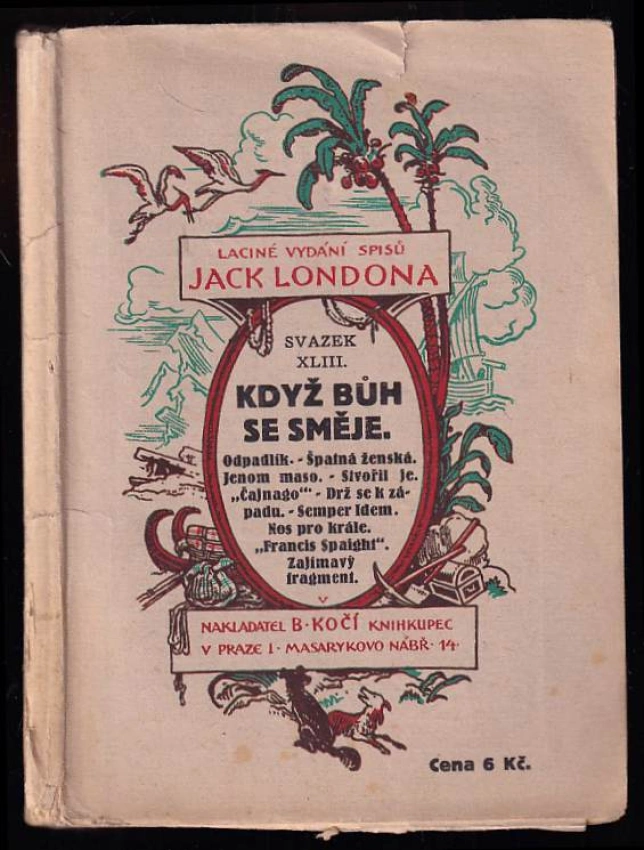 LACINÉ VYDÁNÍ SPISŮ
JACK LONDONA
SVAZEK
XLIII.
KDYŽ BŮH
SE SMĚJE.
Odpadlík. - Špatná ženská.
Jenom maso. - Stvořil je.
„Čajnago“ - Drž se k zá-
padu. - Semper Idem.
Nos pro krále.
„Francis Spaight“.
Zajímavý
fragment.
NAKLADATEL B·KOČÍ KNIHKUPEC
V PRAZE I · MASARYKOVO NÁBŘ· 14·
Cena 6 Kč.